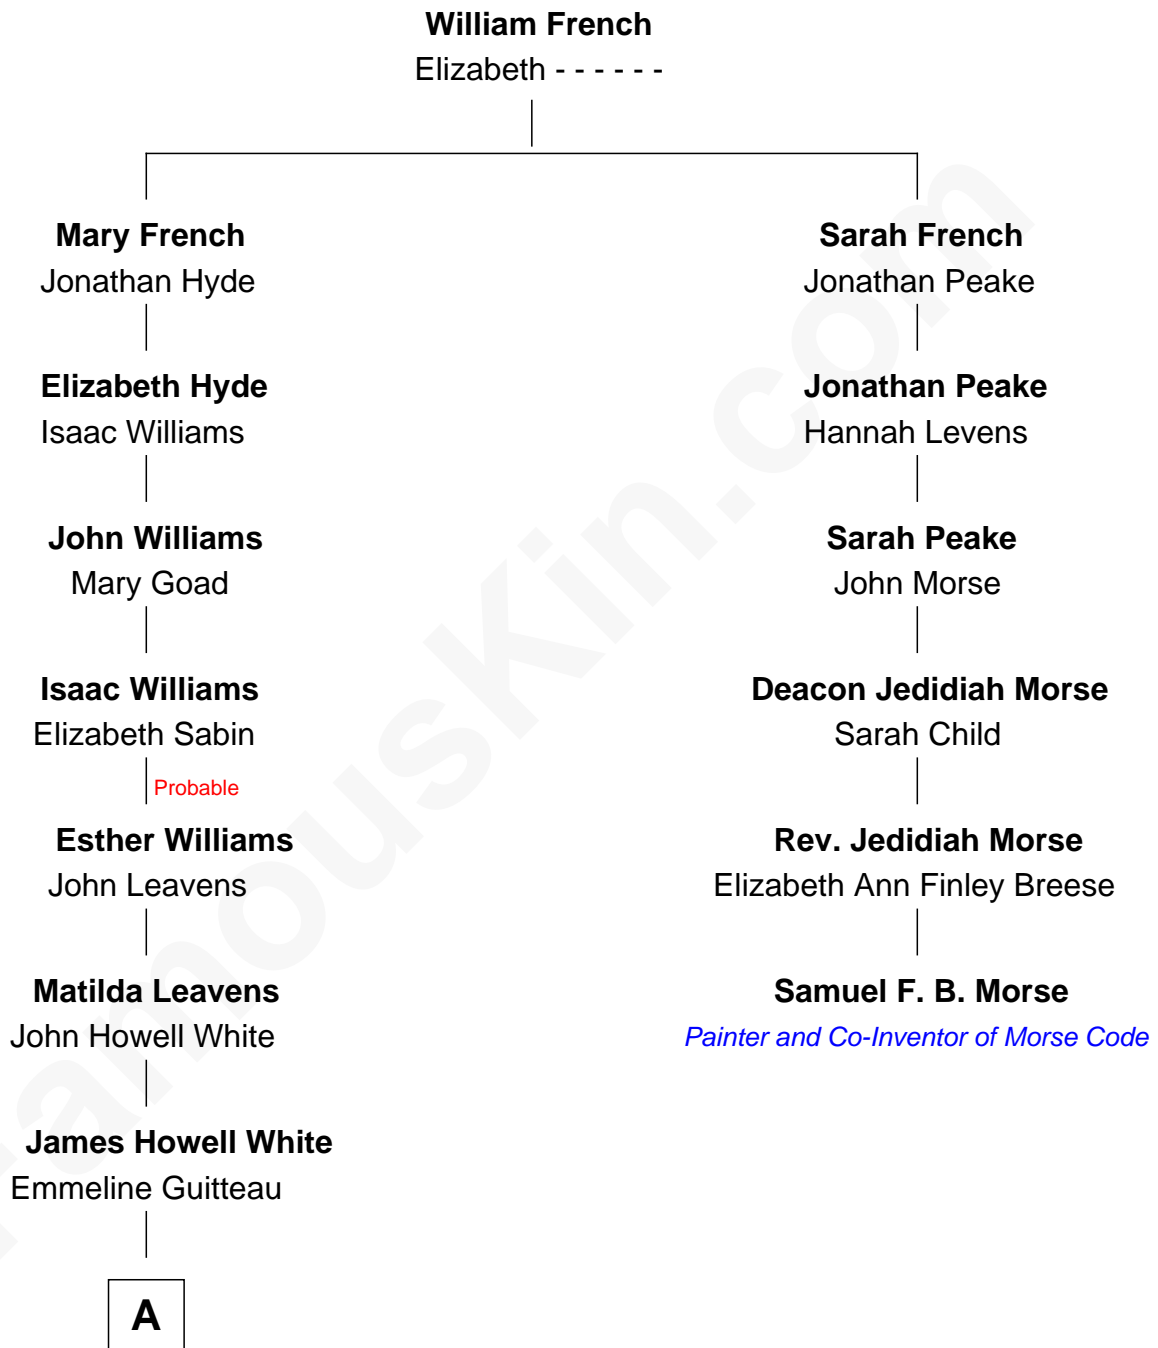 William French
Elizabeth - - - - - -
Mary French
Jonathan Hyde
Sarah French
Jonathan Peake
Elizabeth Hyde
Isaac Williams
Jonathan Peake
Hannah Levens
John Williams
Mary Goad
Sarah Peake
John Morse
Isaac Williams
Elizabeth Sabin
Deacon Jedidiah Morse
Sarah Child
Probable
Esther Williams
John Leavens
Rev. Jedidiah Morse
Elizabeth Ann Finley Breese
Matilda Leavens
John Howell White
Samuel F. B. Morse
Painter and Co-Inventor of Morse Code
James Howell White
Emmeline Guitteau
A
FamousKin.com